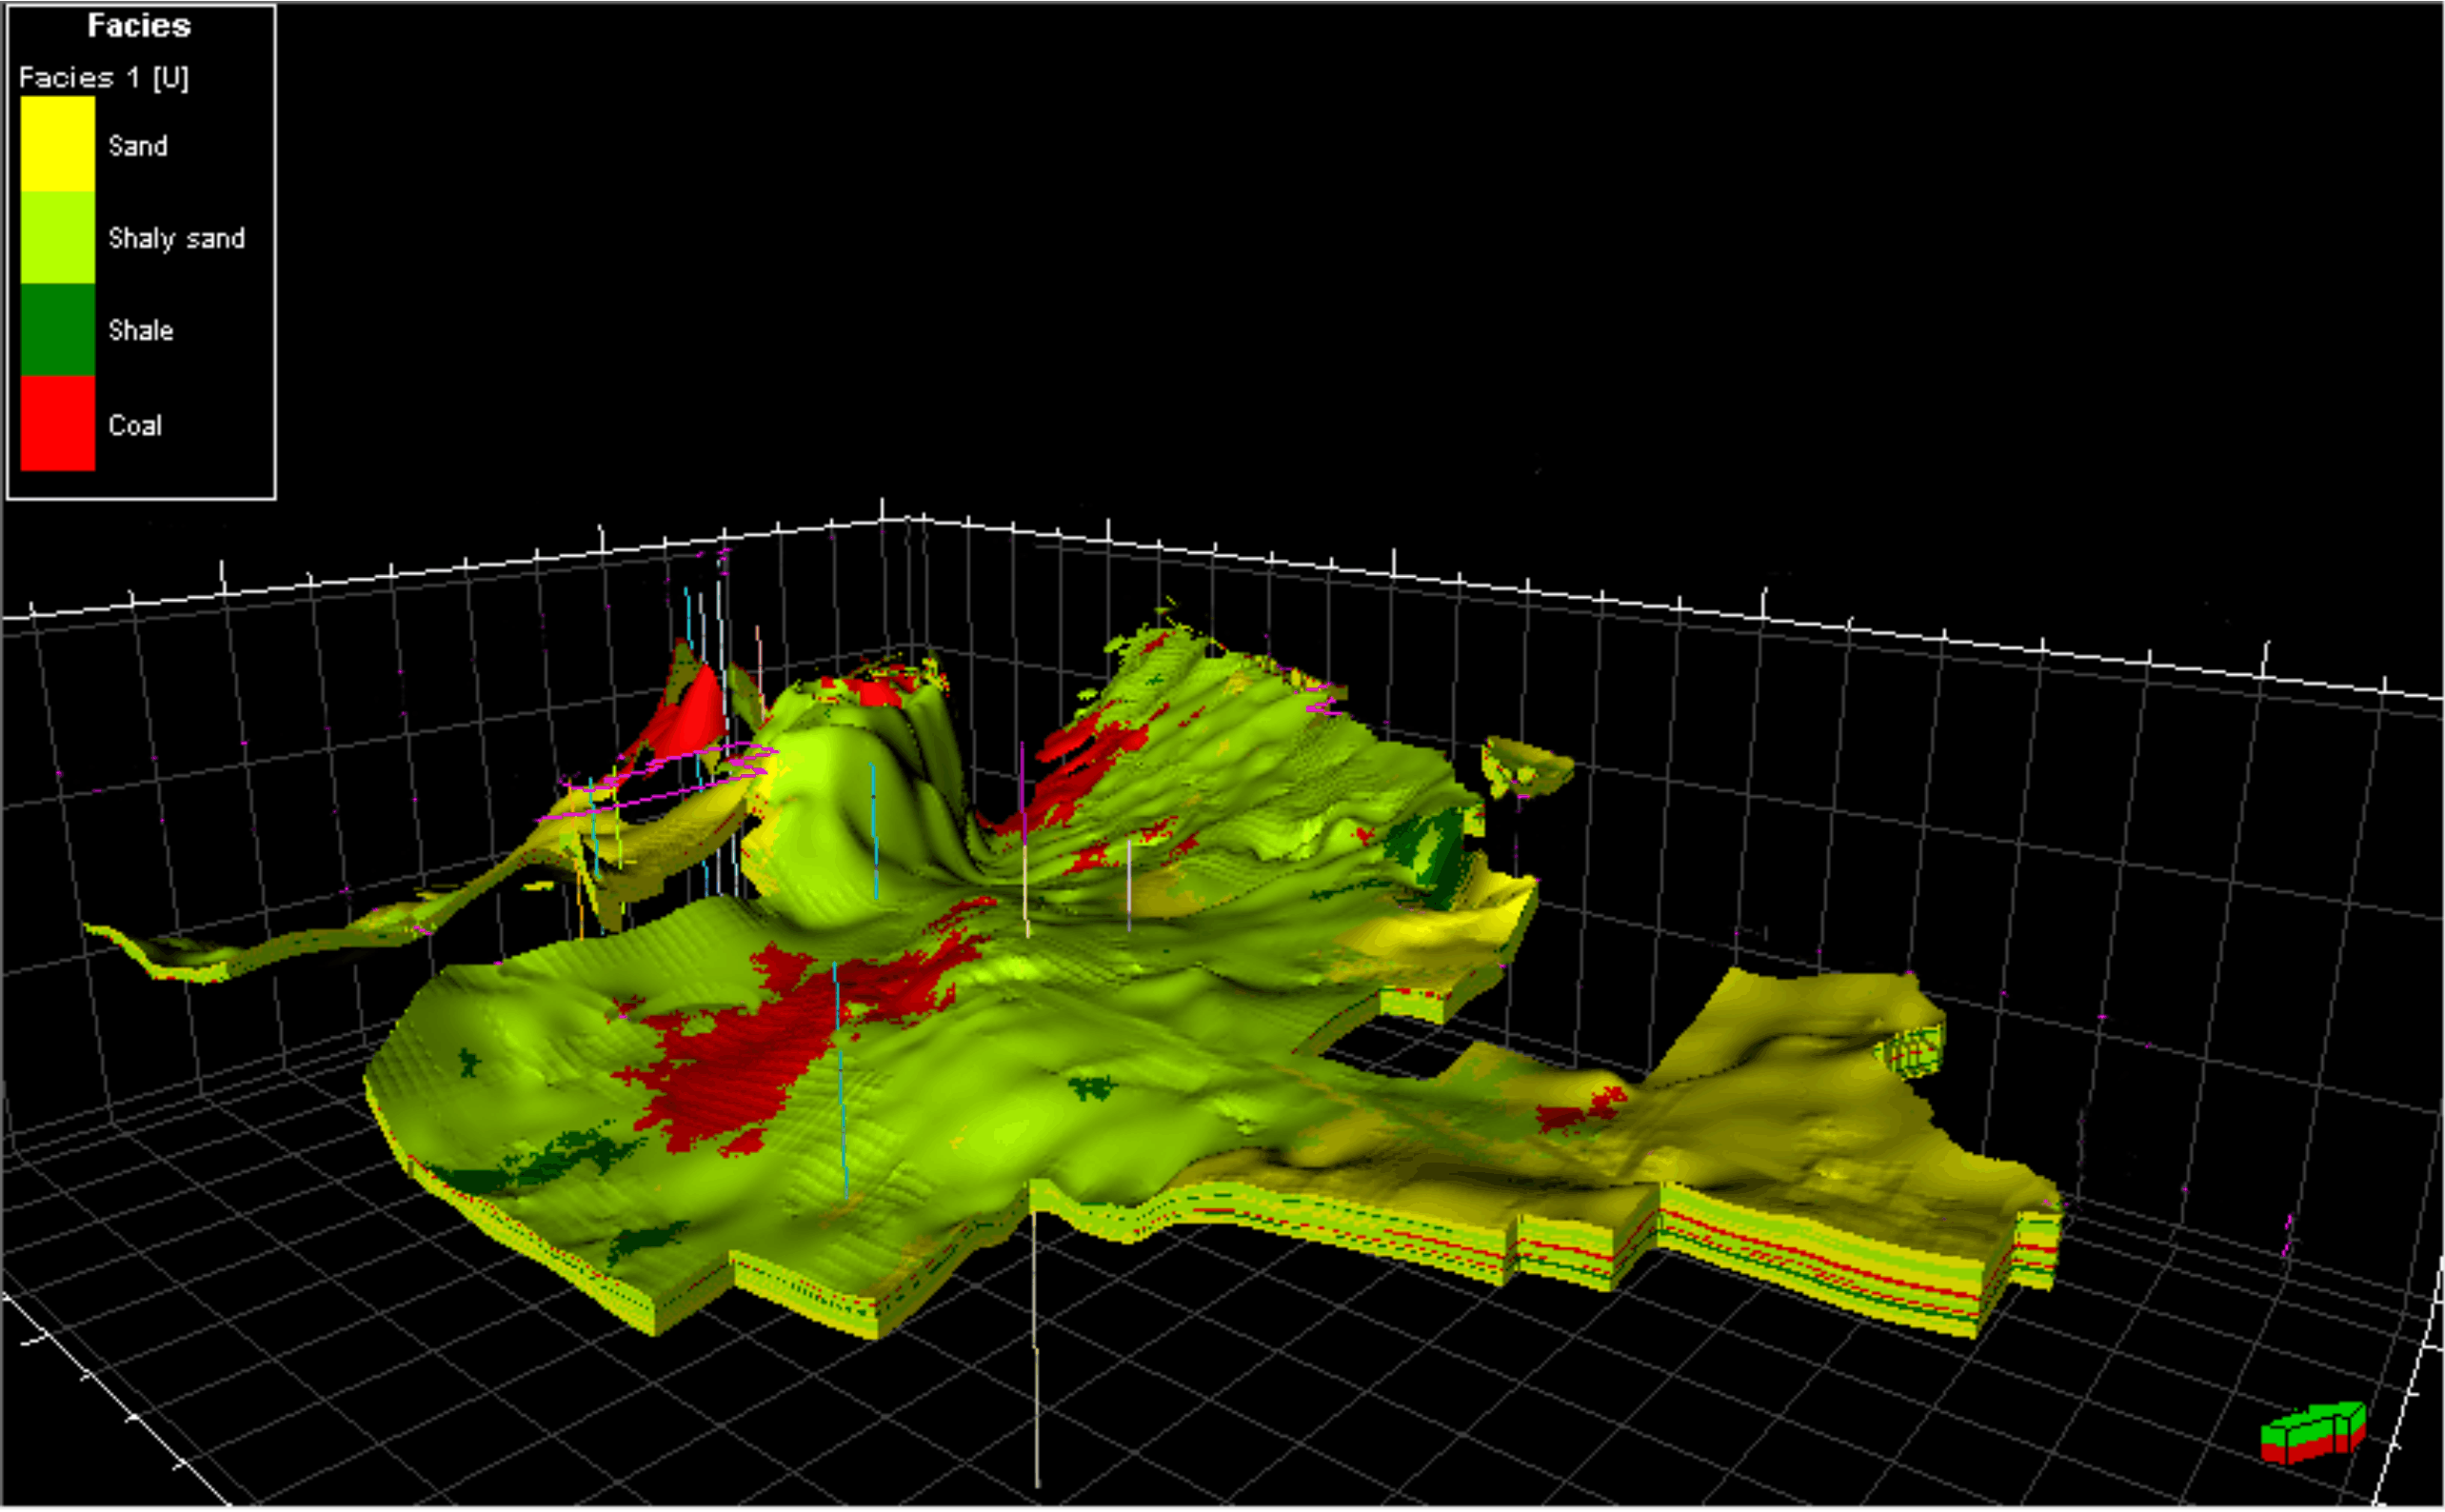 Facies
Facies 1 [U]
Sand
Shaly sand
Shale
Coal